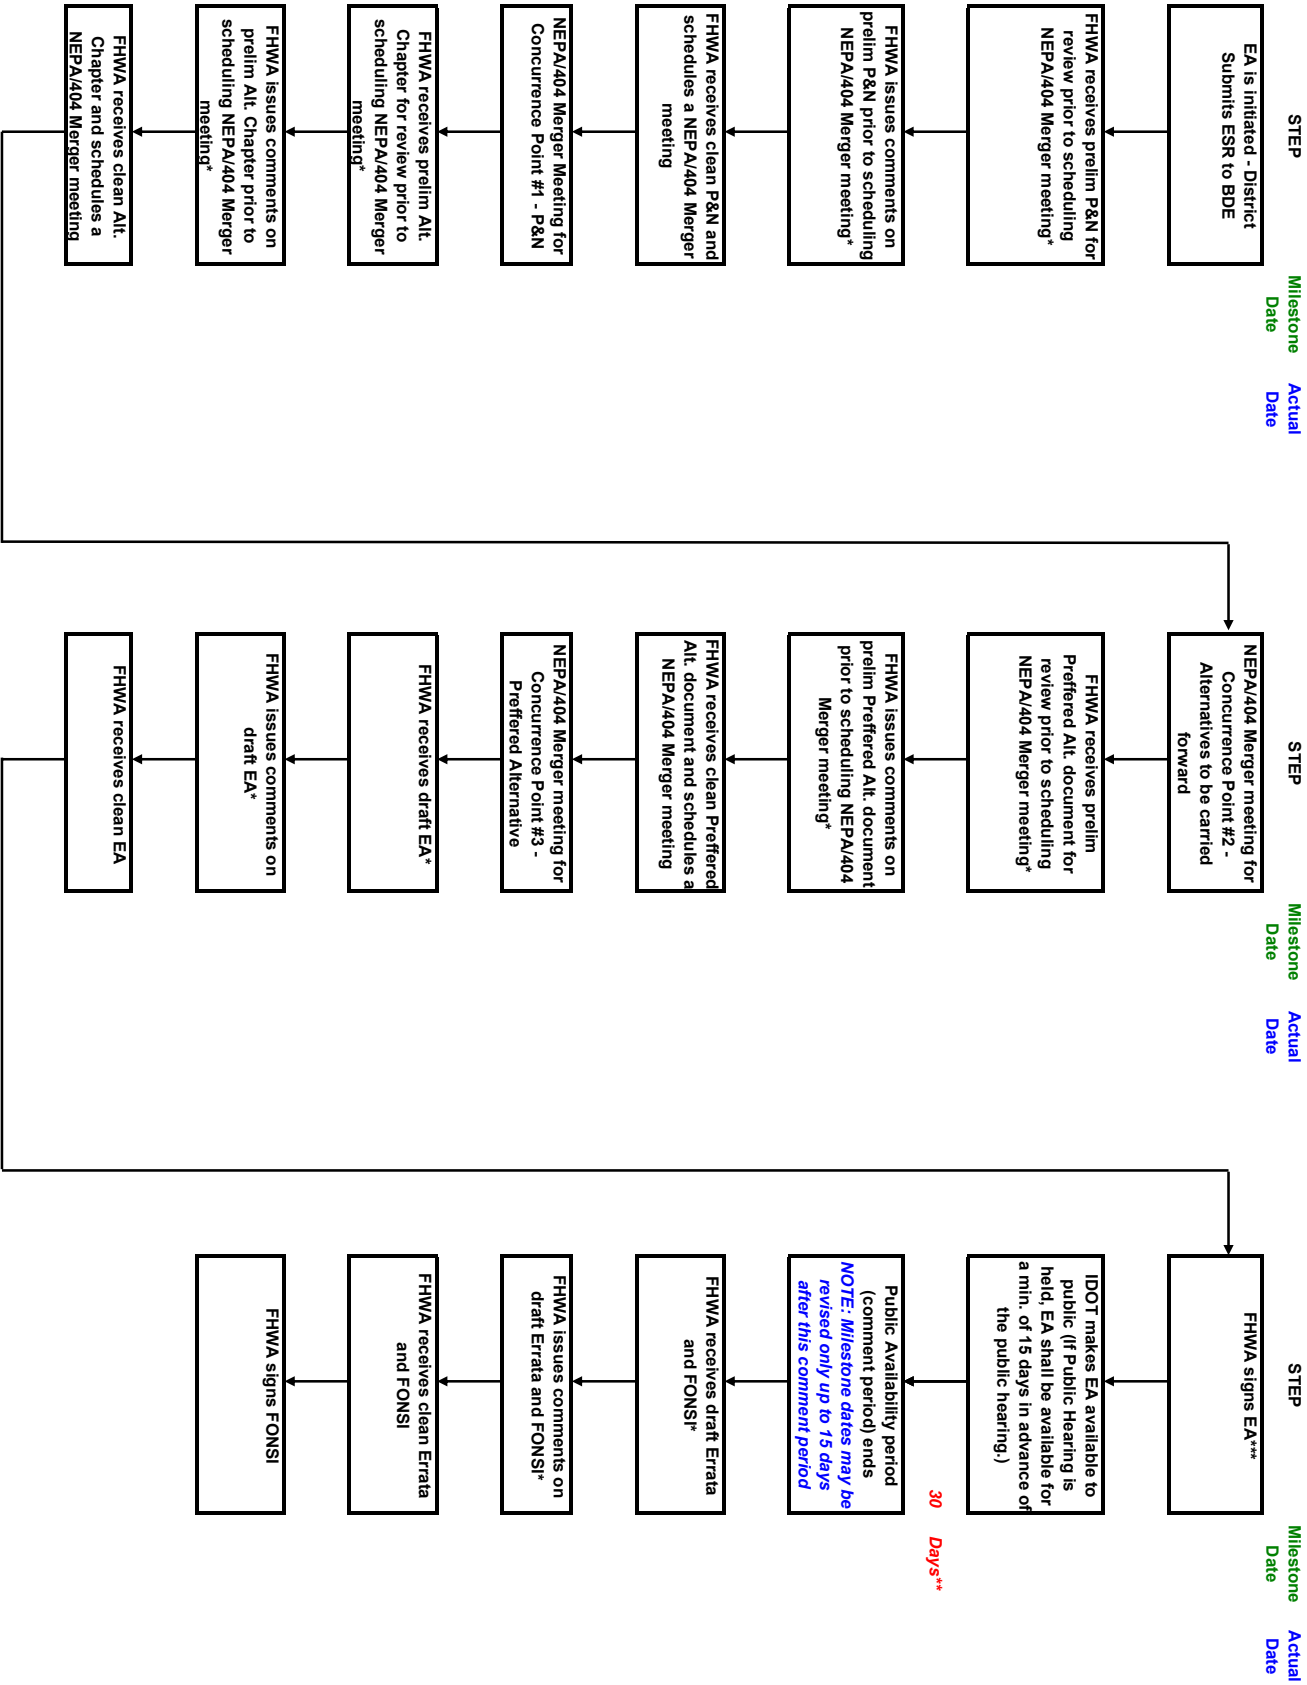 STEP
Milestone
Date
Actual
Date
EA is initiated - District
Submits ESR to BDE
FHWA receives prelim P&N for
review prior to scheduling
NEPA/404 Merger meeting*
FHWA issues comments on
prelim P&N prior to scheduling
NEPA/404 Merger meeting*
FHWA receives clean P&N and
schedules a NEPA/404 Merger
meeting
NEPA/404 Merger Meeting for
Concurrence Point #1 - P&N
FHWA receives prelim Alt.
Chapter for review prior to
scheduling NEPA/404 Merger
meeting*
FHWA issues comments on
prelim Alt. Chapter prior to
scheduling NEPA/404 Merger
meeting*
FHWA receives clean Alt.
Chapter and schedules a
NEPA/404 Merger meeting
STEP
Milestone
Date
Actual
Date
NEPA/404 Merger meeting for
Concurrence Point #2 -
Alternatives to be carried
forward
FHWA receives prelim
Preffered Alt. document for
review prior to scheduling
NEPA/404 Merger meeting*
FHWA issues comments on
prelim Preffered Alt. document
prior to scheduling NEPA/404
Merger meeting*
FHWA receives clean Preffered
Alt. document and schedules a
NEPA/404 Merger meeting
NEPA/404 Merger meeting for
Concurrence Point #3 -
Preffered Alternative
FHWA receives draft EA*
FHWA issues comments on
draft EA*
FHWA receives clean EA
STEP
Milestone
Date
Actual
Date
FHWA signs EA***
IDOT makes EA available to
public (If Public Hearing is
held, EA shall be available for
a min. of 15 days in advance of
the public hearing.)
30 Days**
Public Availability period
(comment period) ends
NOTE: Milestone dates may be
revised only up to 15 days
after this comment period
FHWA receives draft Errata
and FONSI*
FHWA issues comments on
draft Errata and FONSI*
FHWA receives clean Errata
and FONSI
FHWA signs FONSI